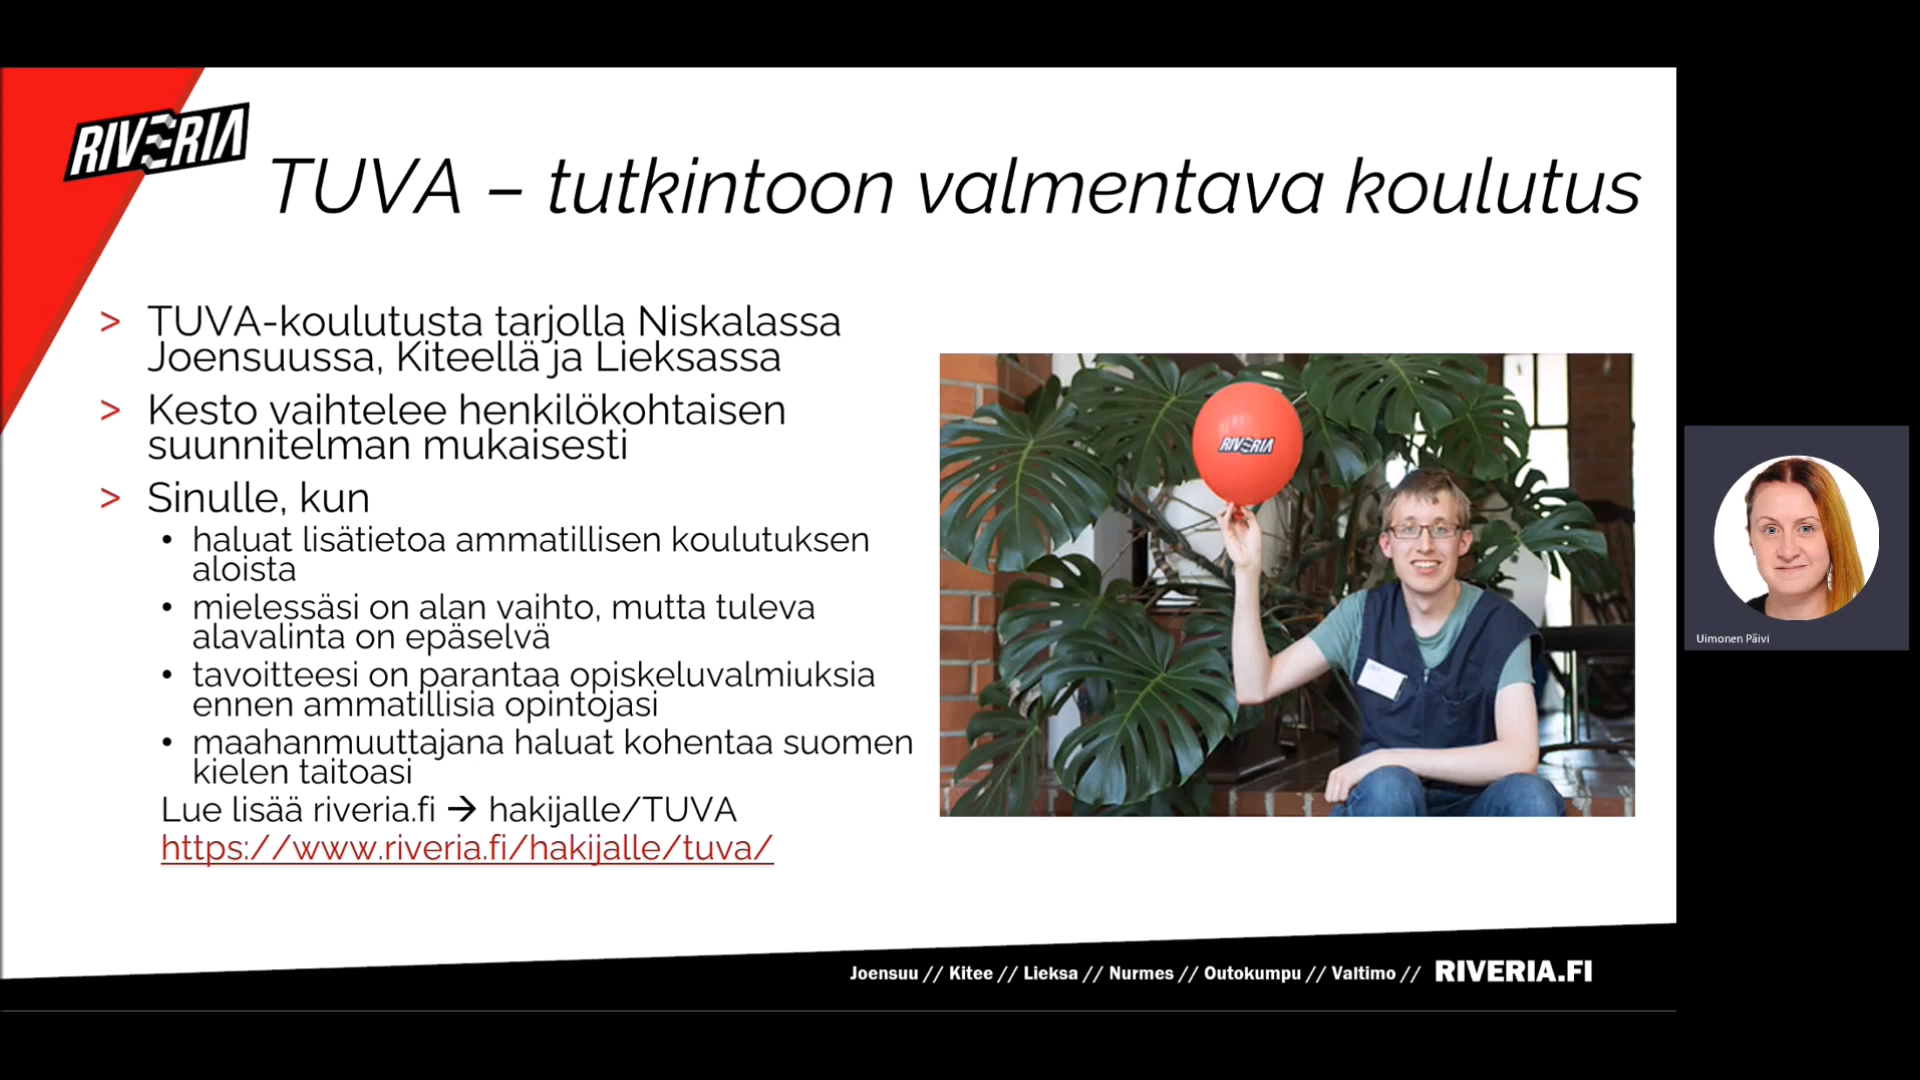 RIVERIA
TUVA – tutkintoon valmentava koulutus
> TUVA-koulutusta tarjolla Niskalassa
Joensuussa, Kiteellä ja Lieksassa
> Kesto vaihtelee henkilökohtaisen
suunnitelman mukaisesti
> Sinulle, kun
• haluat lisätietoa ammatillisen koulutuksen
aloista
• mielessäsi on alan vaihto, mutta tuleva
alavalinta on epäselvä
• tavoitteesi on parantaa opiskeluvalmiuksia
ennen ammatillisia opintojasi
• maahanmuuttajana haluat kohentaa suomen
kielen taitoasi
Lue lisää riveria.fi → hakijalle/TUVA
https://www.riveria.fi/hakijalle/tuva/
RIVERIA
Uimonen Päivi
Joensuu // Kitee // Lieksa // Nurmes // Outokumpu // Valtimo // RIVERIA.FI